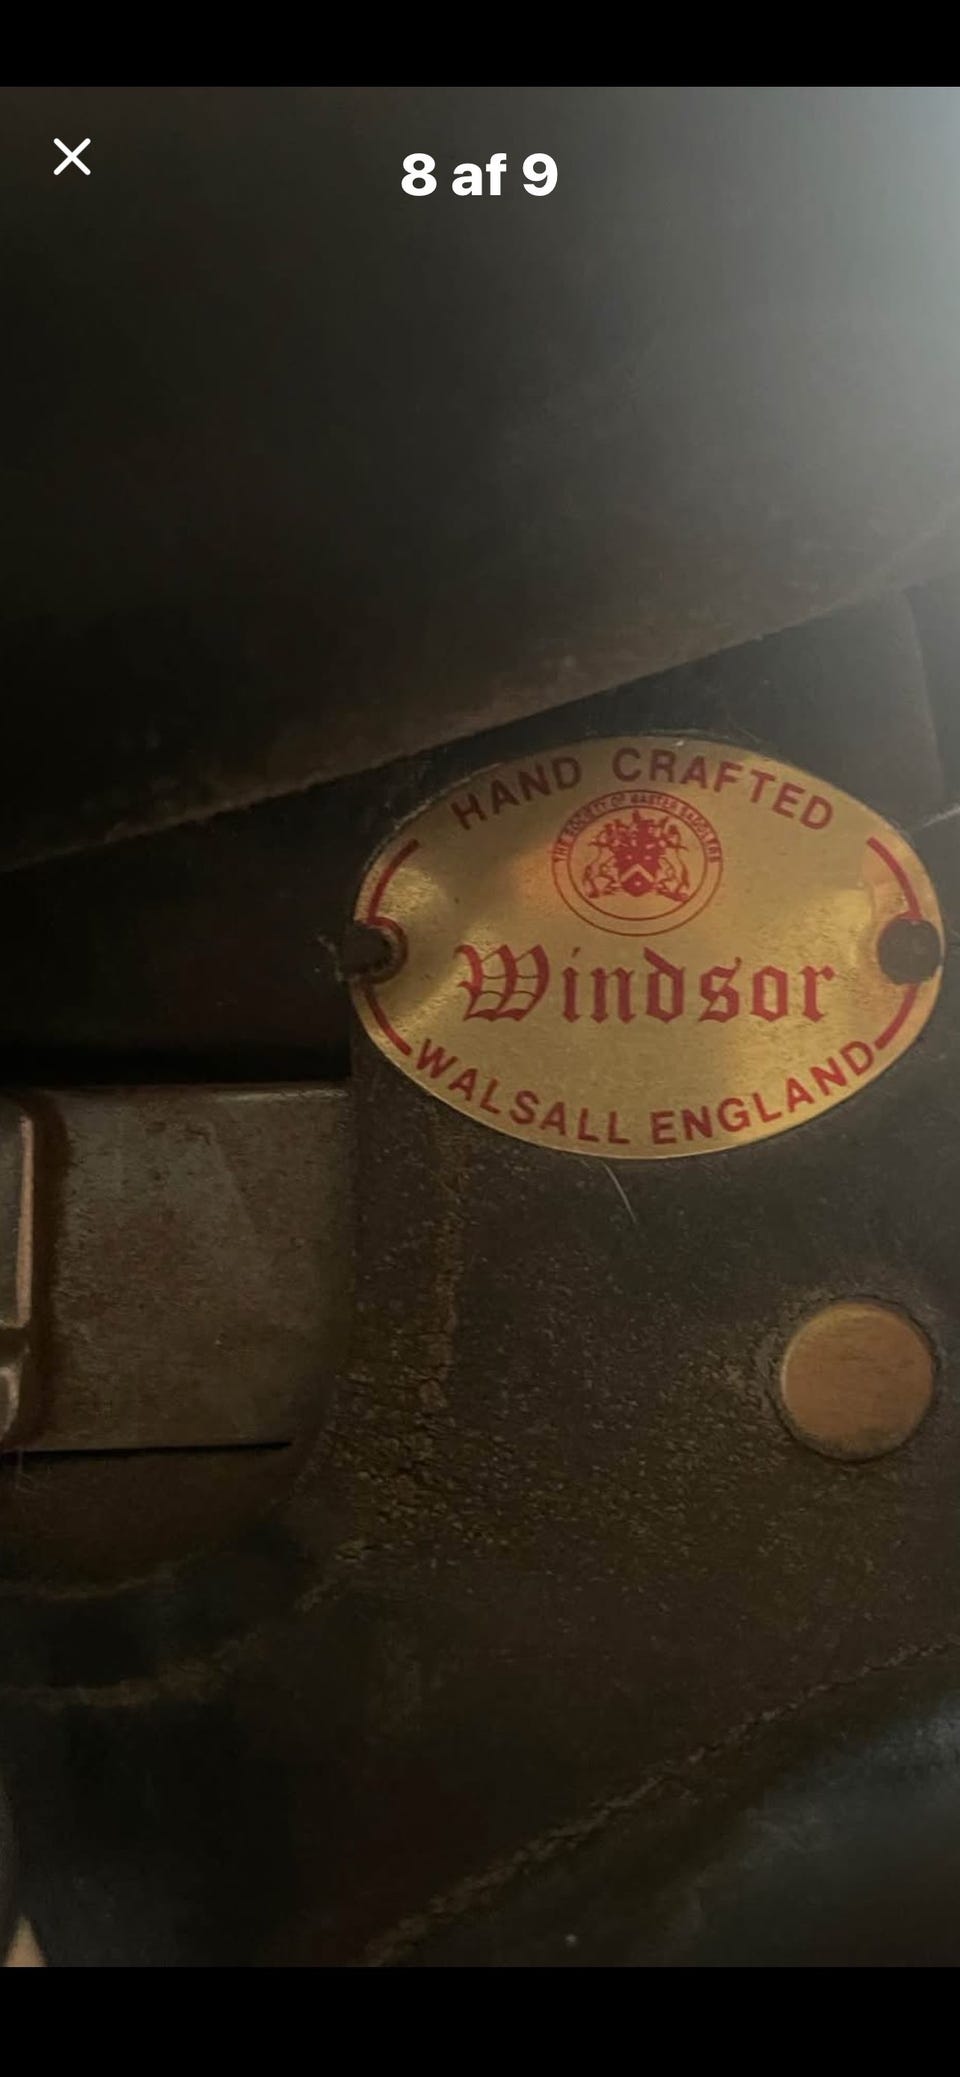 8 af 9
HAND CRAFTED
THE SOCIETY OF MASTER SADDLERS
Windsor
WALSALL ENGLAND